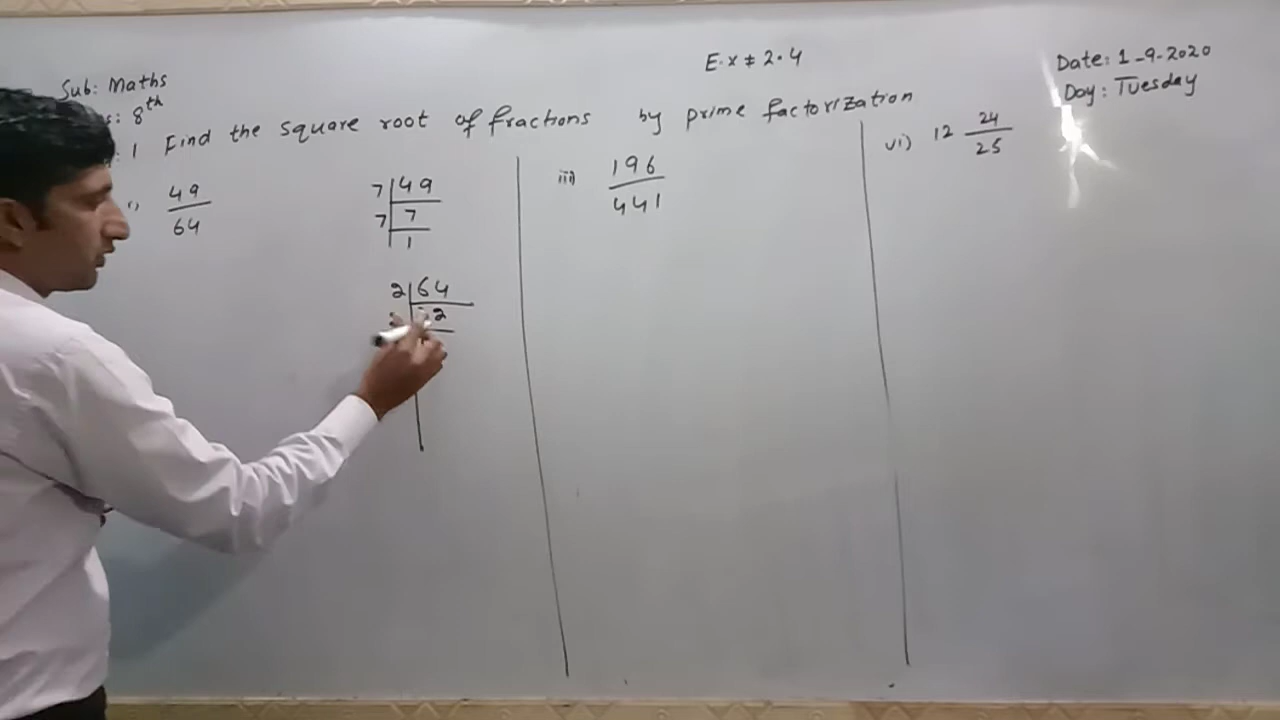 Sub: Maths
: 8th
E.x # 2.4
Date: 1-9-2020
Day: Tuesday
: 1 Find the square root of fractions by prime factorization
i) 49/64
7 | 49
7 | 7
1
2 | 64
2
iii) 196/441
vi) 12 24/25